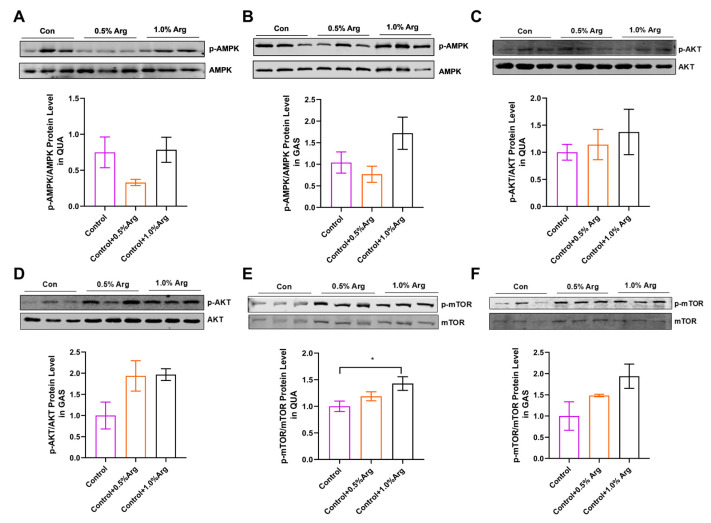 A
Con
0.5% Arg
1.0% Arg
p-AMPK
AMPK
p-AMPK/AMPK Protein Level
in QUA
1.0
0.5
0.0
Control
Control+0.5%Arg
Control+1.0%Arg
B
Con
0.5% Arg
1.0% Arg
p-AMPK
AMPK
p-AMPK/AMPK Protein Level
in GAS
2.5
2.0
1.5
1.0
0.5
0.0
Control
Control+0.5%Arg
Control+1.0%Arg
C
Con
0.5% Arg
1.0% Arg
p-AKT
AKT
p-AKT/AKT Protein Level
in QUA
2.0
1.5
1.0
0.5
0.0
Control
Control+0.5% Arg
Control+1.0% Arg
D
Con
0.5% Arg
1.0% Arg
p-AKT
AKT
p-AKT/AKT Protein Level
in GAS
2.5
2.0
1.5
1.0
0.5
0.0
Control
Control+0.5%Arg
Control+1.0%Arg
E
Con
0.5% Arg
1.0% Arg
p-mTOR
mTOR
p-mTOR/mTOR Protein Level
in QUA
2.0
1.5
1.0
0.5
0.0
*
Control
Control+0.5%Arg
Control+1.0%Arg
F
Con
0.5% Arg
1.0% Arg
p-mTOR
mTOR
p-mTOR/mTOR Protein Level
in GAS
2.5
2.0
1.5
1.0
0.5
0.0
Control
Control+0.5% Arg
Control+1.0% Arg